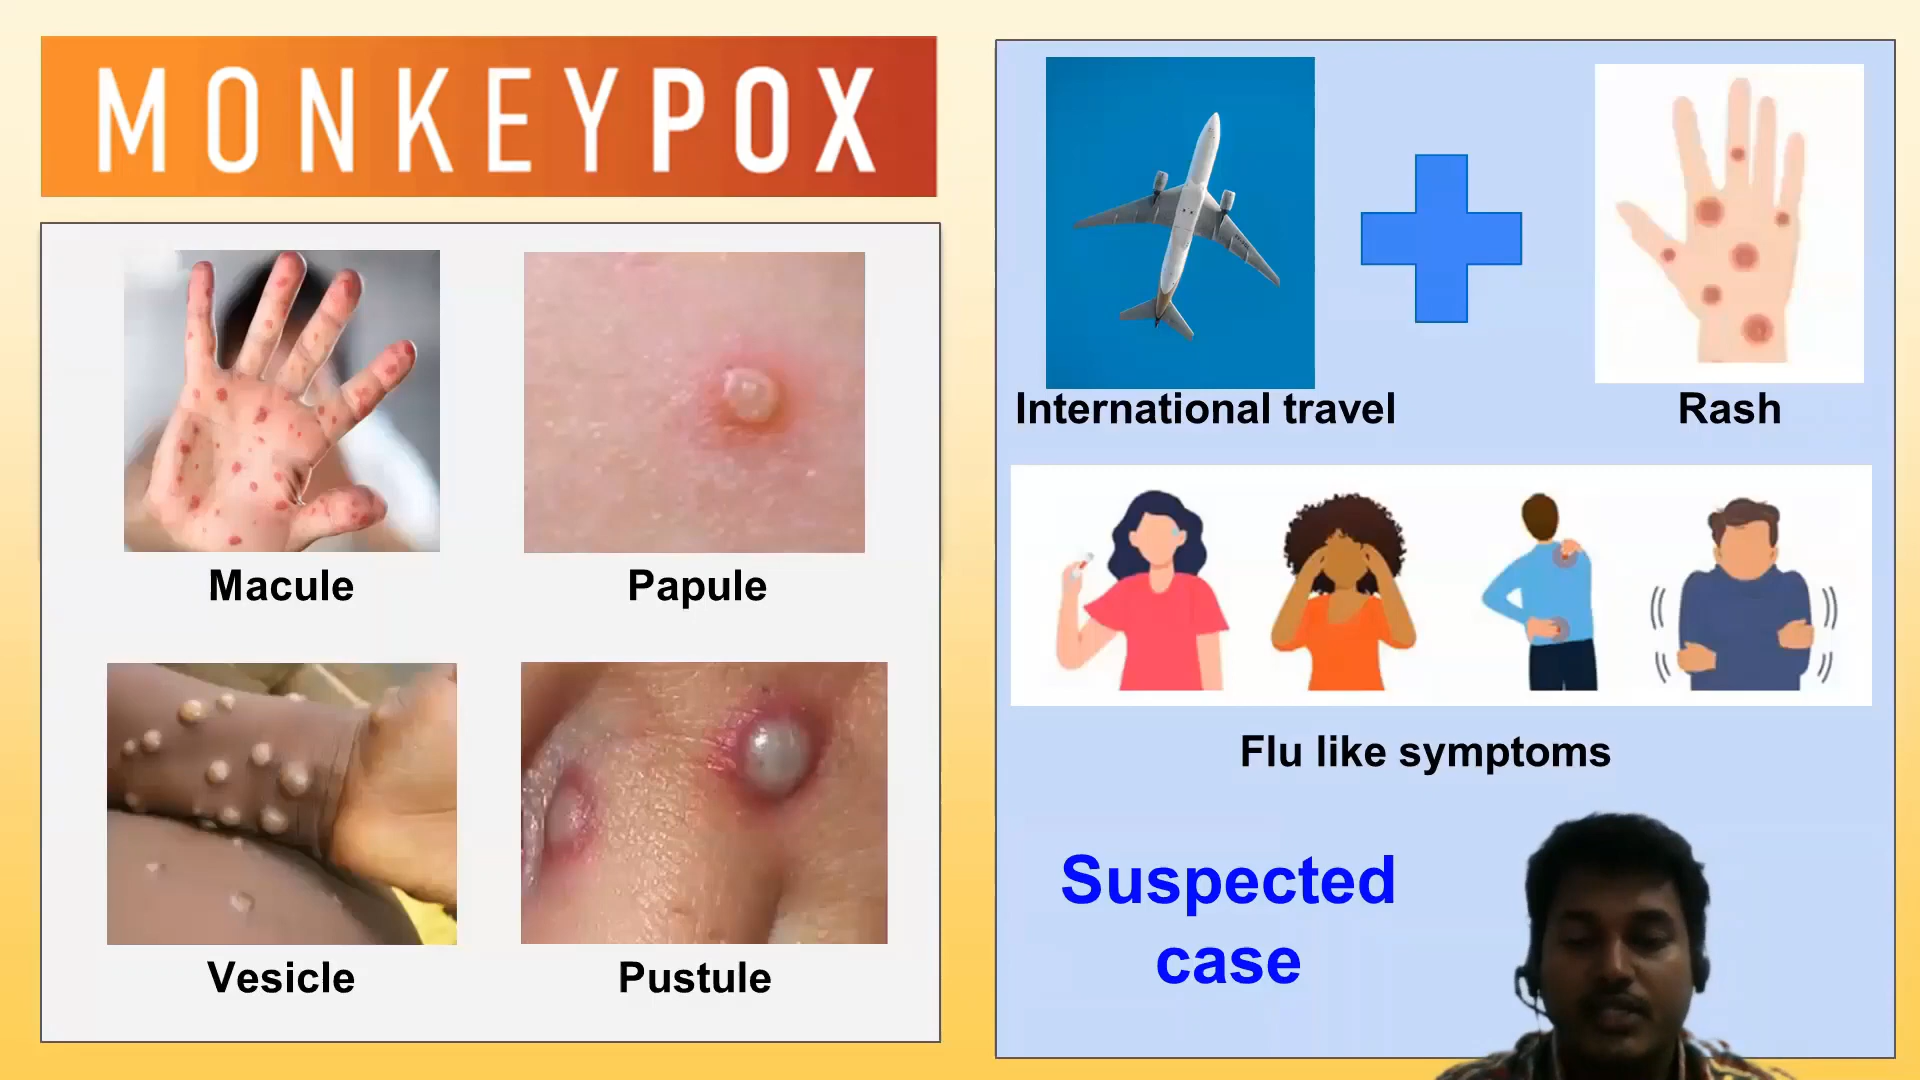 MONKEYPOX
Macule
Papule
Vesicle
Pustule
International travel
Rash
Flu like symptoms
Suspected
case